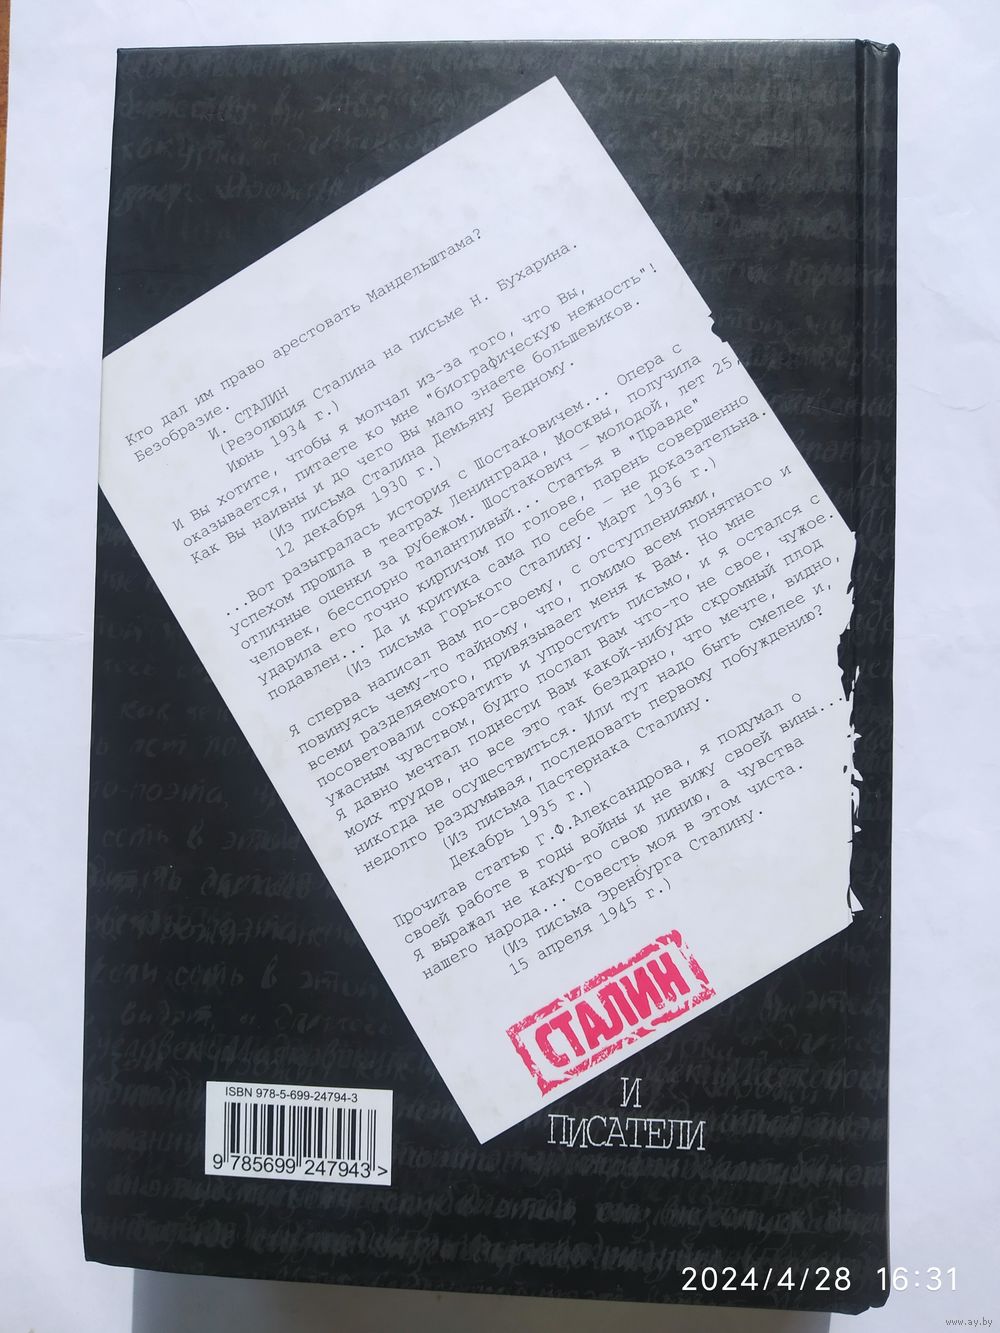 Кто дал им право арестовать Мандельштама?
Безобразие.
И. СТАЛИН
(Резолюция Сталина на письме Н. Бухарина.
Июнь 1934 г.)
И Вы хотите, чтобы я молчал из-за того, что Вы,
оказывается, питаете ко мне "биографическую нежность"!
Как Вы наивны и до чего Вы мало знаете большевиков.
(Из письма Сталина Демьяну Бедному.
12 декабря 1930 г.)
...Вот разыгралась история с Шостаковичем... Опера с
успехом прошла в театрах Ленинграда, Москвы, получила
отличные оценки за рубежом. Шостакович — молодой, лет 25,
человек, бесспорно талантливый... Статья в "Правде"
ударила его точно кирпичом по голове, парень совершенно
подавлен... Да и критика сама по себе — не доказательна.
(Из письма Горького Сталину. Март 1936 г.)
Я сперва написал Вам по-своему, с отступлениями,
повинуясь чему-то тайному, что, помимо всем понятного и
всеми разделяемого, привязывает меня к Вам. Но мне
посоветовали сократить и упростить письмо, и я остался с
ужасным чувством, будто послал Вам что-то не свое, чужое.
Я давно мечтал поднести Вам какой-нибудь скромный плод
моих трудов, но все это так бездарно, что мечте, видно,
никогда не осуществиться. Или тут надо быть смелее и,
недолго раздумывая, последовать первому побуждению?
(Из письма Пастернака Сталину.
Декабрь 1935 г.)
Прочитав статью Г.Ф.Александрова, я подумал о
своей работе в годы войны и не вижу своей вины...
Я выражал не какую-то свою линию, а чувства
нашего народа... Совесть моя в этом чиста.
(Из письма Эренбурга Сталину.
15 апреля 1945 г.)
СТАЛИН
И
ПИСАТЕЛИ
ISBN 978-5-699-24794-3
9 785699 247943 >
2024/4/28 16:31
www.ay.by